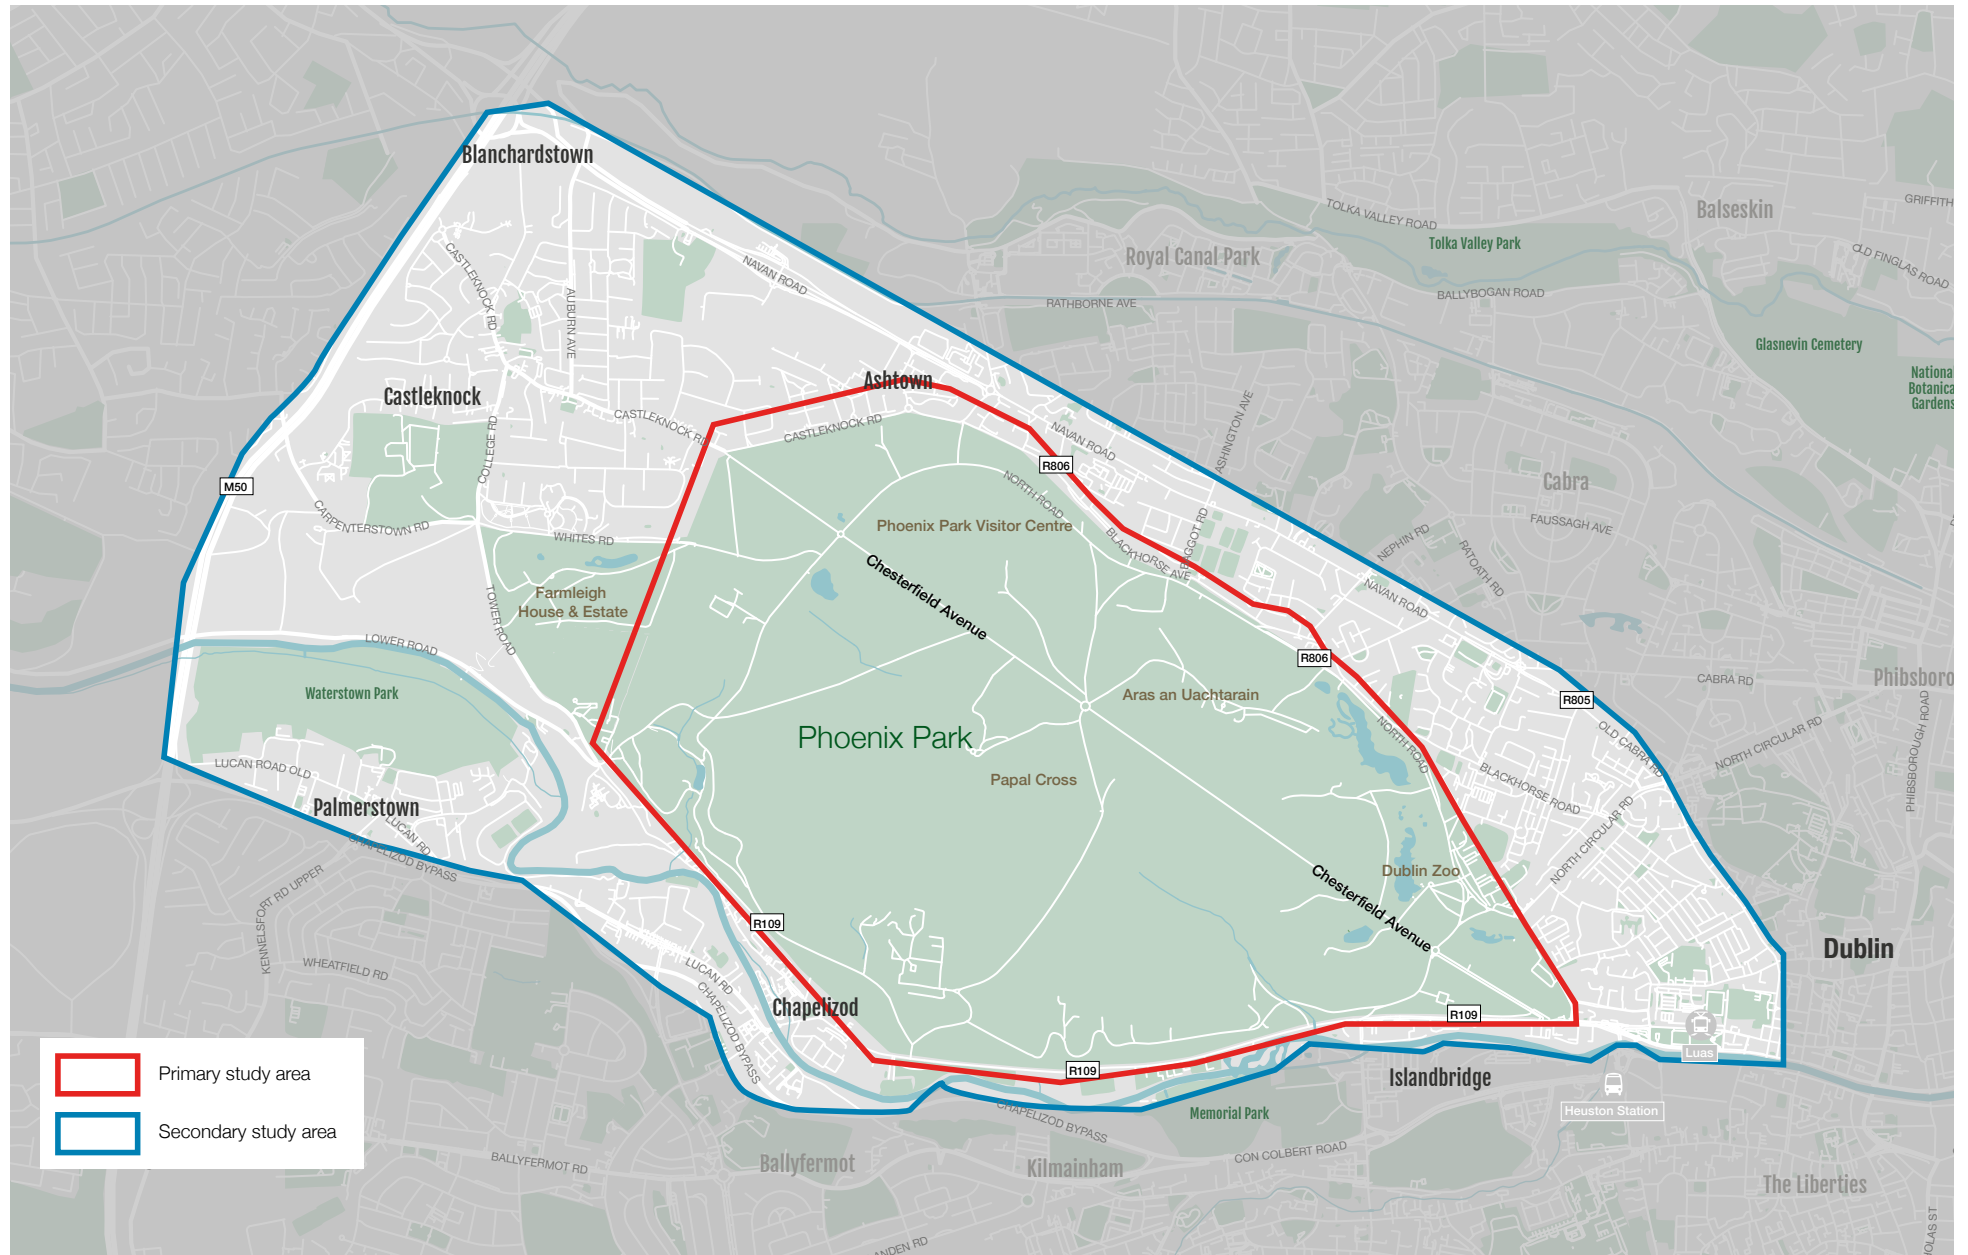 Blanchardstown
Balseskin
GRIFFITH
TOLKA VALLEY ROAD
Tolka Valley Park
OLD FINGLAS ROAD
Royal Canal Park
CASTLEKNOCK RD
NAVAN ROAD
AUBURN AVE
RATHBORNE AVE
BALLYBOGAN ROAD
Glasnevin Cemetery
National
Botanica
Gardens
Ashtown
Castleknock
CASTLEKNOCK RD
CASTLEKNOCK RD
COLLEGE RD
NAVAN ROAD
ASHINGTON AVE
R806
M50
NORTH ROAD
Cabra
CARPENTERSTOWN RD
WHITES RD
Phoenix Park Visitor Centre
BLACKHORSE AVE
BAGGOT RD
NEPHIN RD
RATOATH RD
FAUSSAGH AVE
Chesterfield Avenue
Farmleigh
House & Estate
TOWER ROAD
NAVAN ROAD
LOWER ROAD
R806
Waterstown Park
Aras an Uachtarain
R805
CABRA RD
Phibsboro
Phoenix Park
NORTH ROAD
OLD CABRA RD
NORTH CIRCULAR RD
PHIBSBOROUGH ROAD
LUCAN ROAD OLD
Papal Cross
BLACKHORSE ROAD
Palmerstown
LUCAN RD
CHAPELIZOD BYPASS
NORTH CIRCULAR RD
Dublin Zoo
Chesterfield Avenue
KENNELSFORT RD UPPER
R109
Dublin
WHEATFIELD RD
LUCAN RD
CHAPELIZOD BYPASS
Chapelizod
R109
Luas
R109
Islandbridge
Primary study area
Memorial Park
Heuston Station
CHAPELIZOD BYPASS
Secondary study area
BALLYFERMOT RD
Ballyfermot
Kilmainham
CON COLBERT ROAD
The Liberties
ANDEN RD
OLAS ST